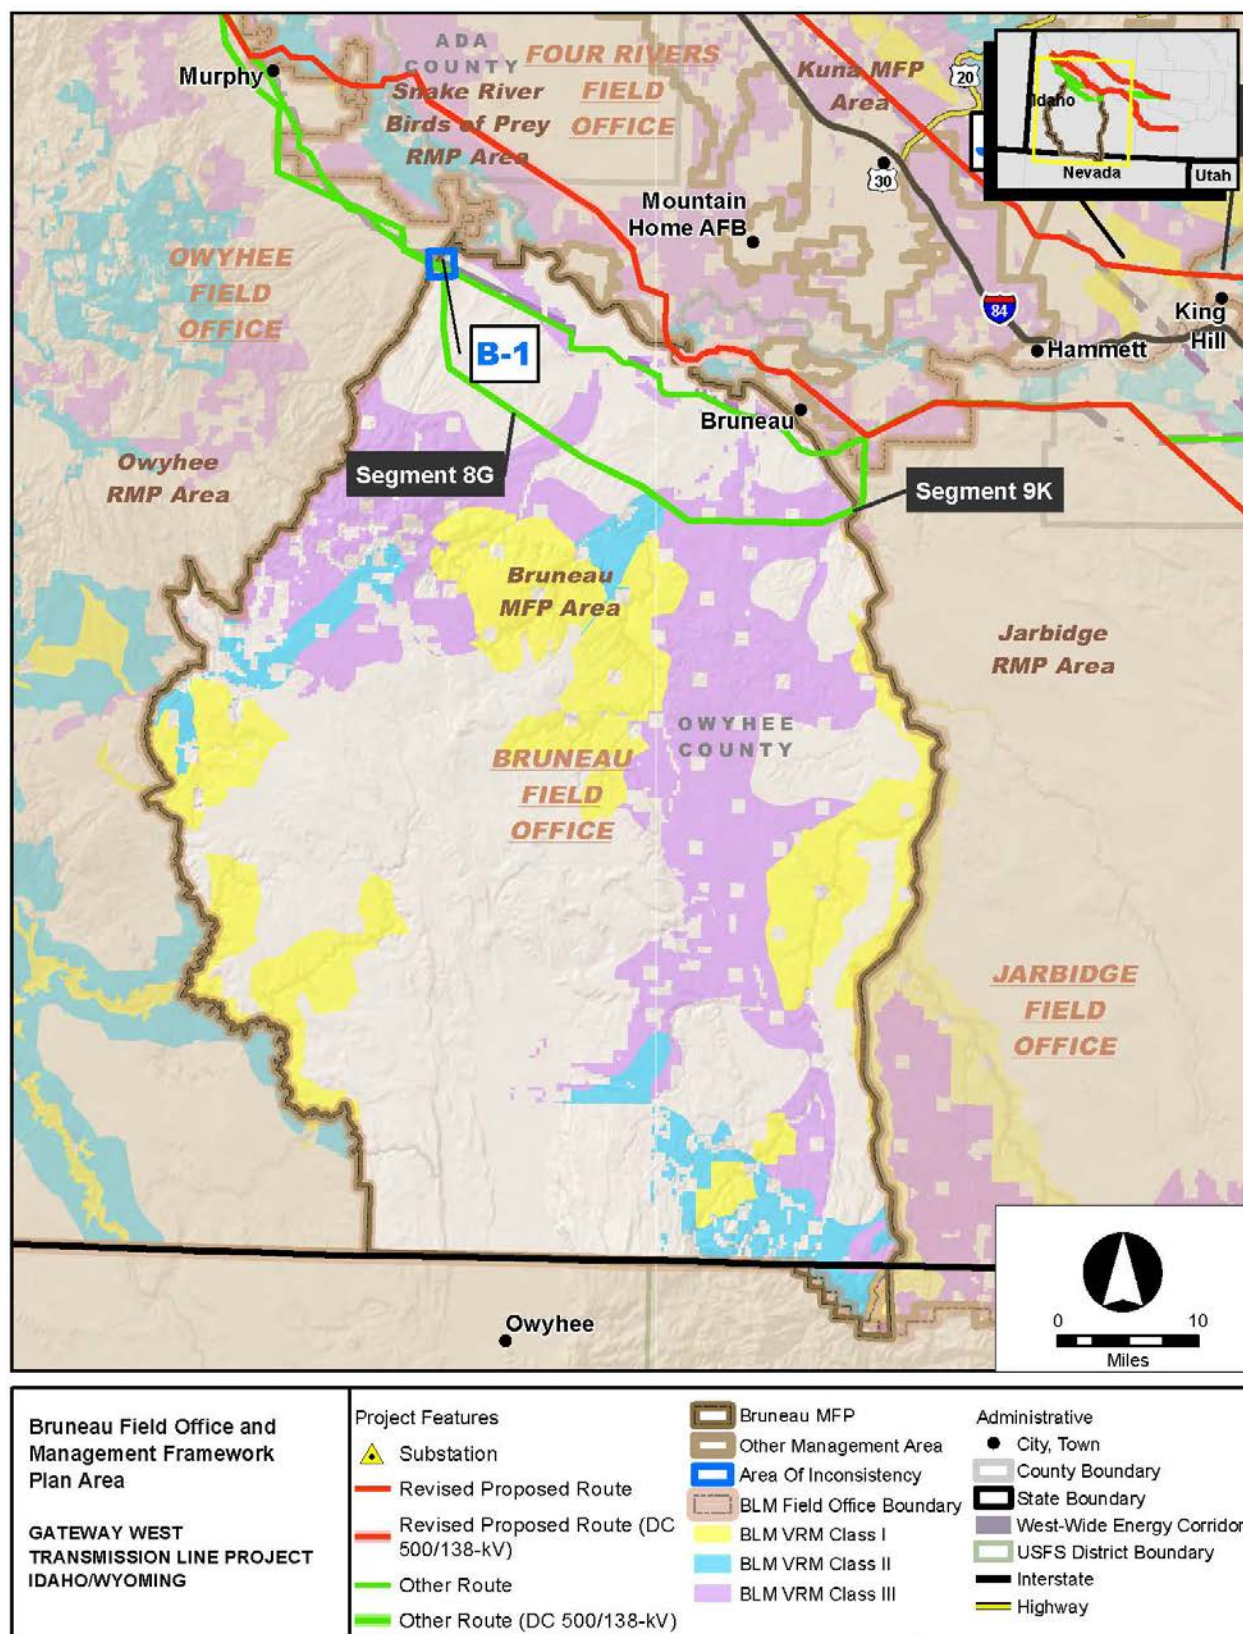 ADA
COUNTY
FOUR RIVERS
FIELD
OFFICE
Murphy
Snake River
Birds of Prey
RMP Area
Kuna MFP
Area
20
30
Idaho
Nevada
Utah
Mountain
Home AFB
OWYHEE
FIELD
OFFICE
B-1
84
King
Hill
Hammett
Bruneau
Owyhee
RMP Area
Segment 8G
Segment 9K
Bruneau
MFP Area
Jarbidge
RMP Area
OWYHEE
COUNTY
BRUNEAU
FIELD
OFFICE
JARBIDGE
FIELD
OFFICE
Owyhee
0 10
Miles
Bruneau Field Office and
Management Framework
Plan Area
GATEWAY WEST
TRANSMISSION LINE PROJECT
IDAHO/WYOMING
Project Features
Substation
Revised Proposed Route
Revised Proposed Route (DC
500/138-kV)
Other Route
Other Route (DC 500/138-kV)
Bruneau MFP
Other Management Area
Area Of Inconsistency
BLM Field Office Boundary
BLM VRM Class I
BLM VRM Class II
BLM VRM Class III
Administrative
City, Town
County Boundary
State Boundary
West-Wide Energy Corridor
USFS District Boundary
Interstate
Highway